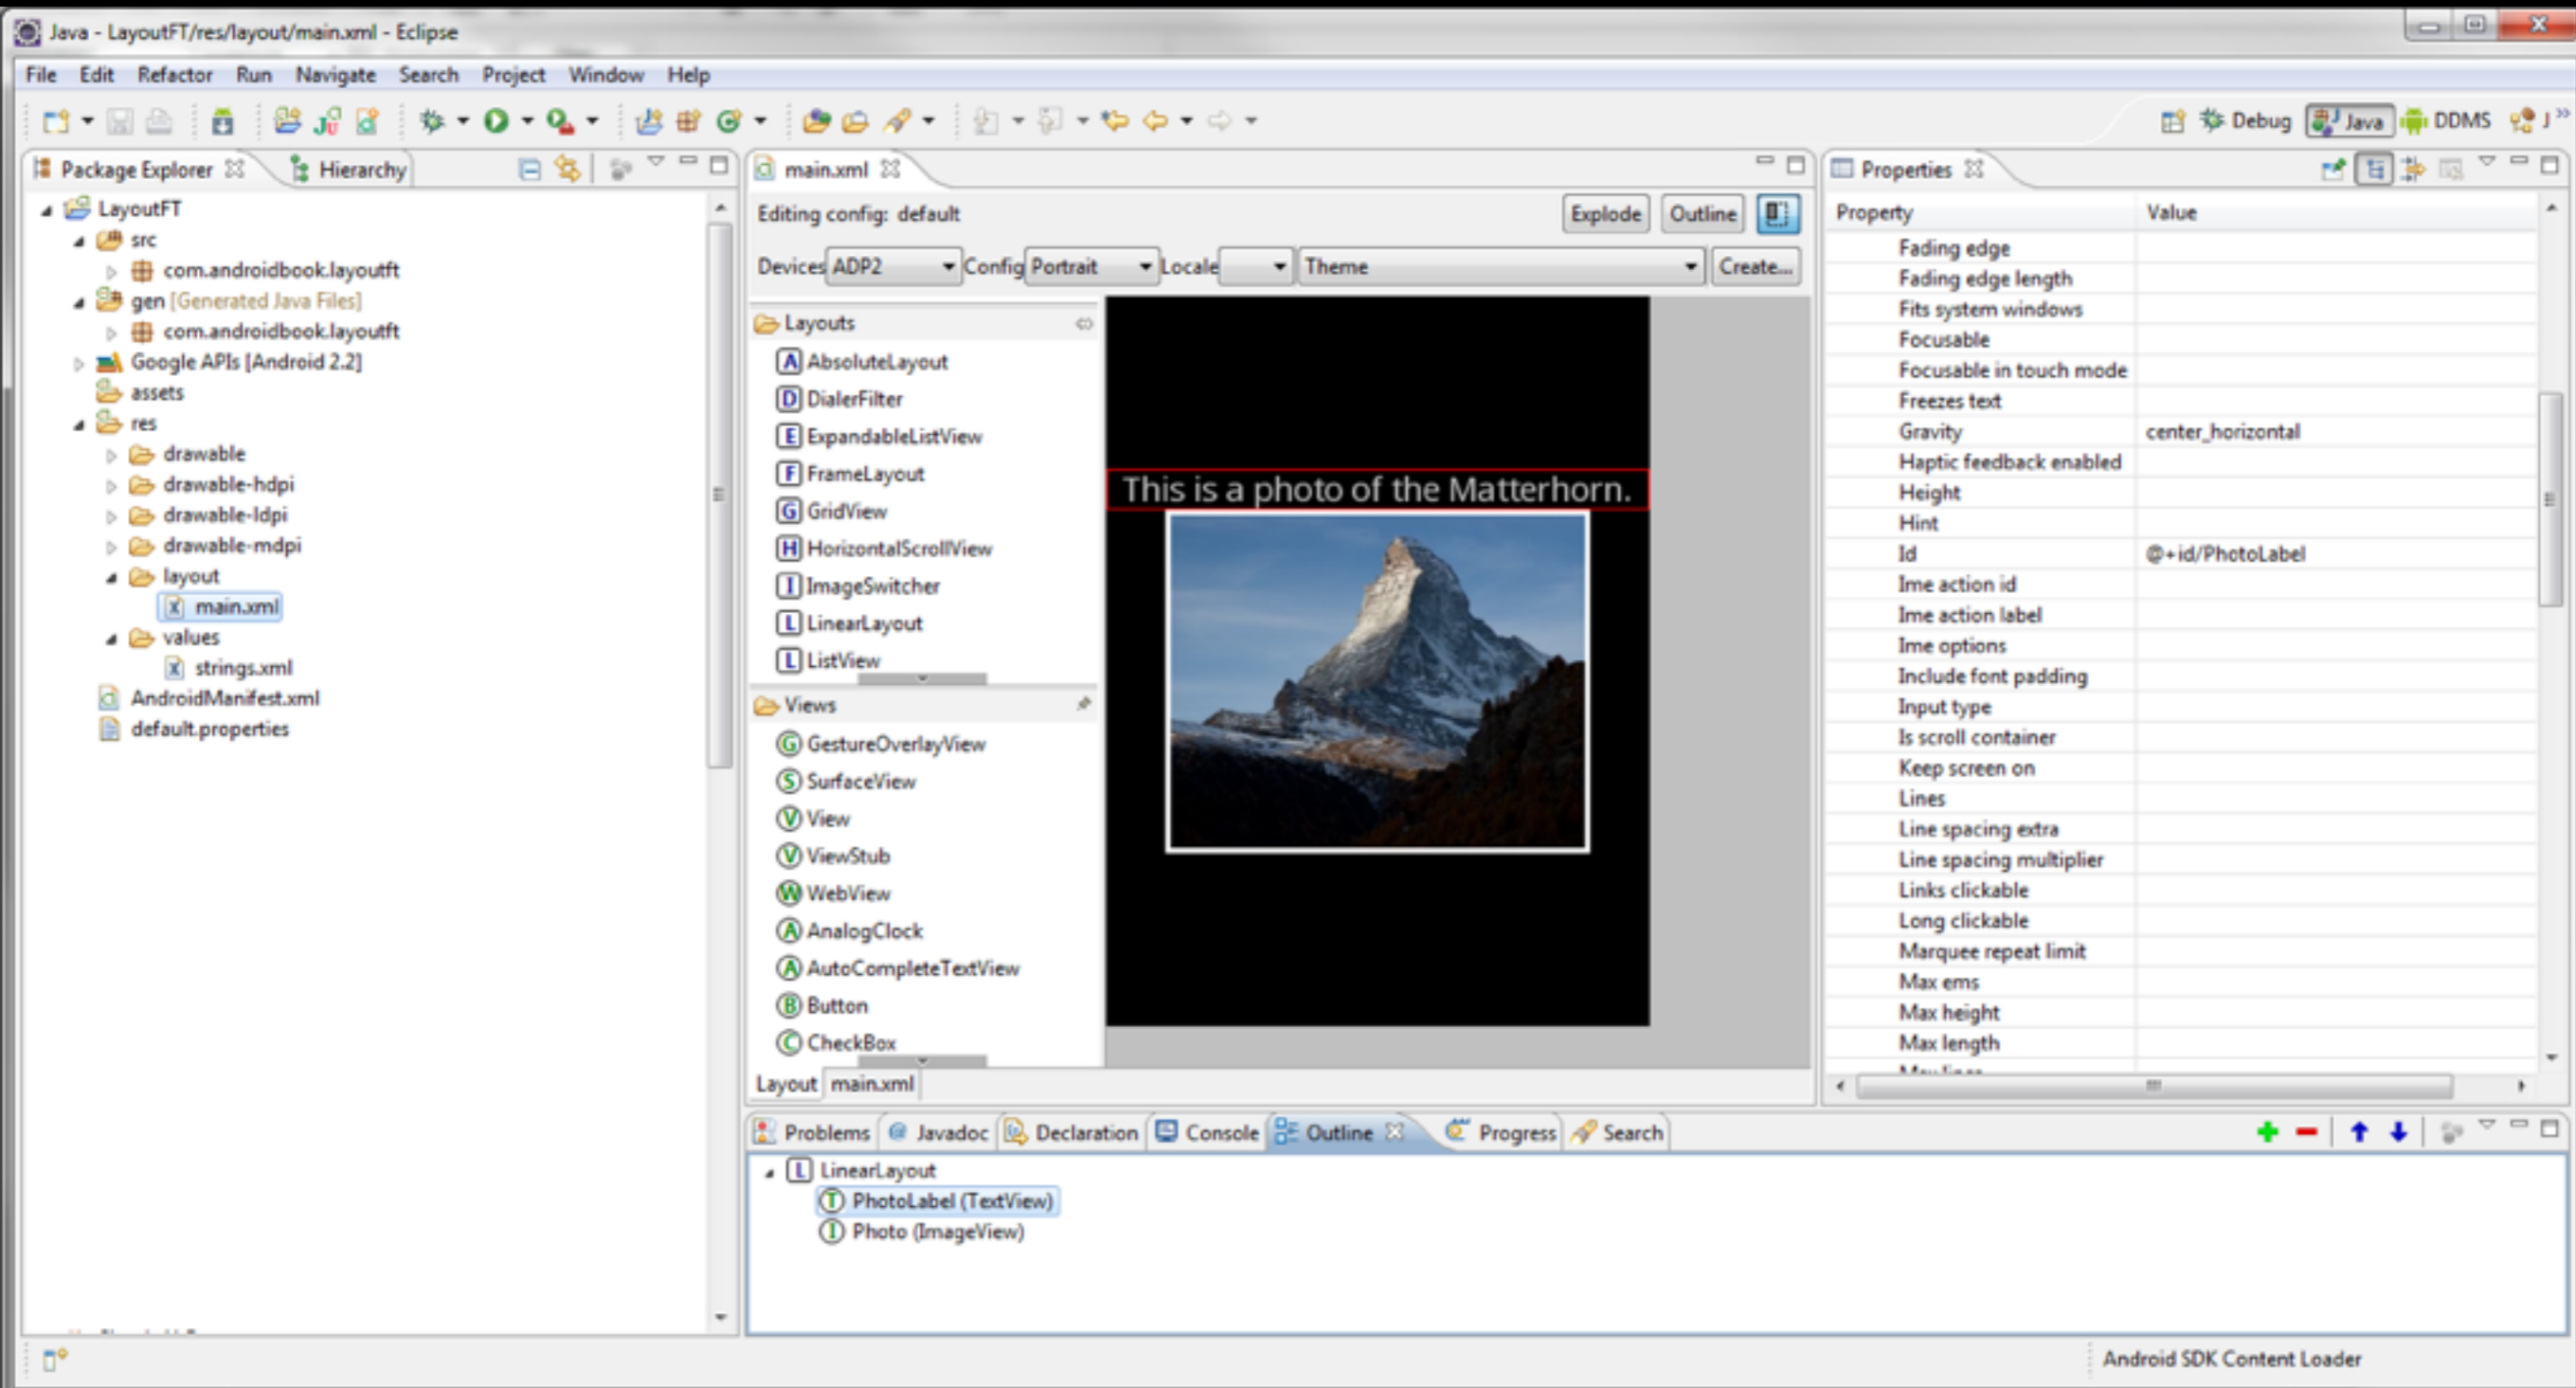 Java - LayoutFT/res/layout/main.xml - Eclipse
File Edit Refactor Run Navigate Search Project Window Help
Debug Java DDMS J »
Package Explorer Hierarchy
LayoutFT
src
com.androidbook.layoutft
gen [Generated Java Files]
com.androidbook.layoutft
Google APIs [Android 2.2]
assets
res
drawable
drawable-hdpi
drawable-ldpi
drawable-mdpi
layout
main.xml
values
strings.xml
AndroidManifest.xml
default.properties
main.xml
Editing config: default
Explode Outline
Devices ADP2 Config Portrait Locale Theme Create...
Layouts
AbsoluteLayout
DialerFilter
ExpandableListView
FrameLayout
GridView
HorizontalScrollView
ImageSwitcher
LinearLayout
ListView
Views
GestureOverlayView
SurfaceView
View
ViewStub
WebView
AnalogClock
AutoCompleteTextView
Button
CheckBox
This is a photo of the Matterhorn.
Layout main.xml
Properties
Property Value
Fading edge
Fading edge length
Fits system windows
Focusable
Focusable in touch mode
Freezes text
Gravity center_horizontal
Haptic feedback enabled
Height
Hint
Id @+id/PhotoLabel
Ime action id
Ime action label
Ime options
Include font padding
Input type
Is scroll container
Keep screen on
Lines
Line spacing extra
Line spacing multiplier
Links clickable
Long clickable
Marquee repeat limit
Max ems
Max height
Max length
Problems Javadoc Declaration Console Outline Progress Search
LinearLayout
PhotoLabel (TextView)
Photo (ImageView)
Android SDK Content Loader